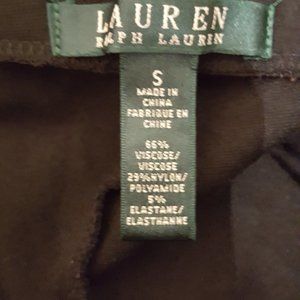 LAUREN
RALPH LAUREN
S
MADE IN
CHINA
FABRIQUE EN
CHINE
66%
VISCOSE/
VISCOSE
29%NYLON/
POLYAMIDE
5%
ELASTANE/
ELASTHANNE